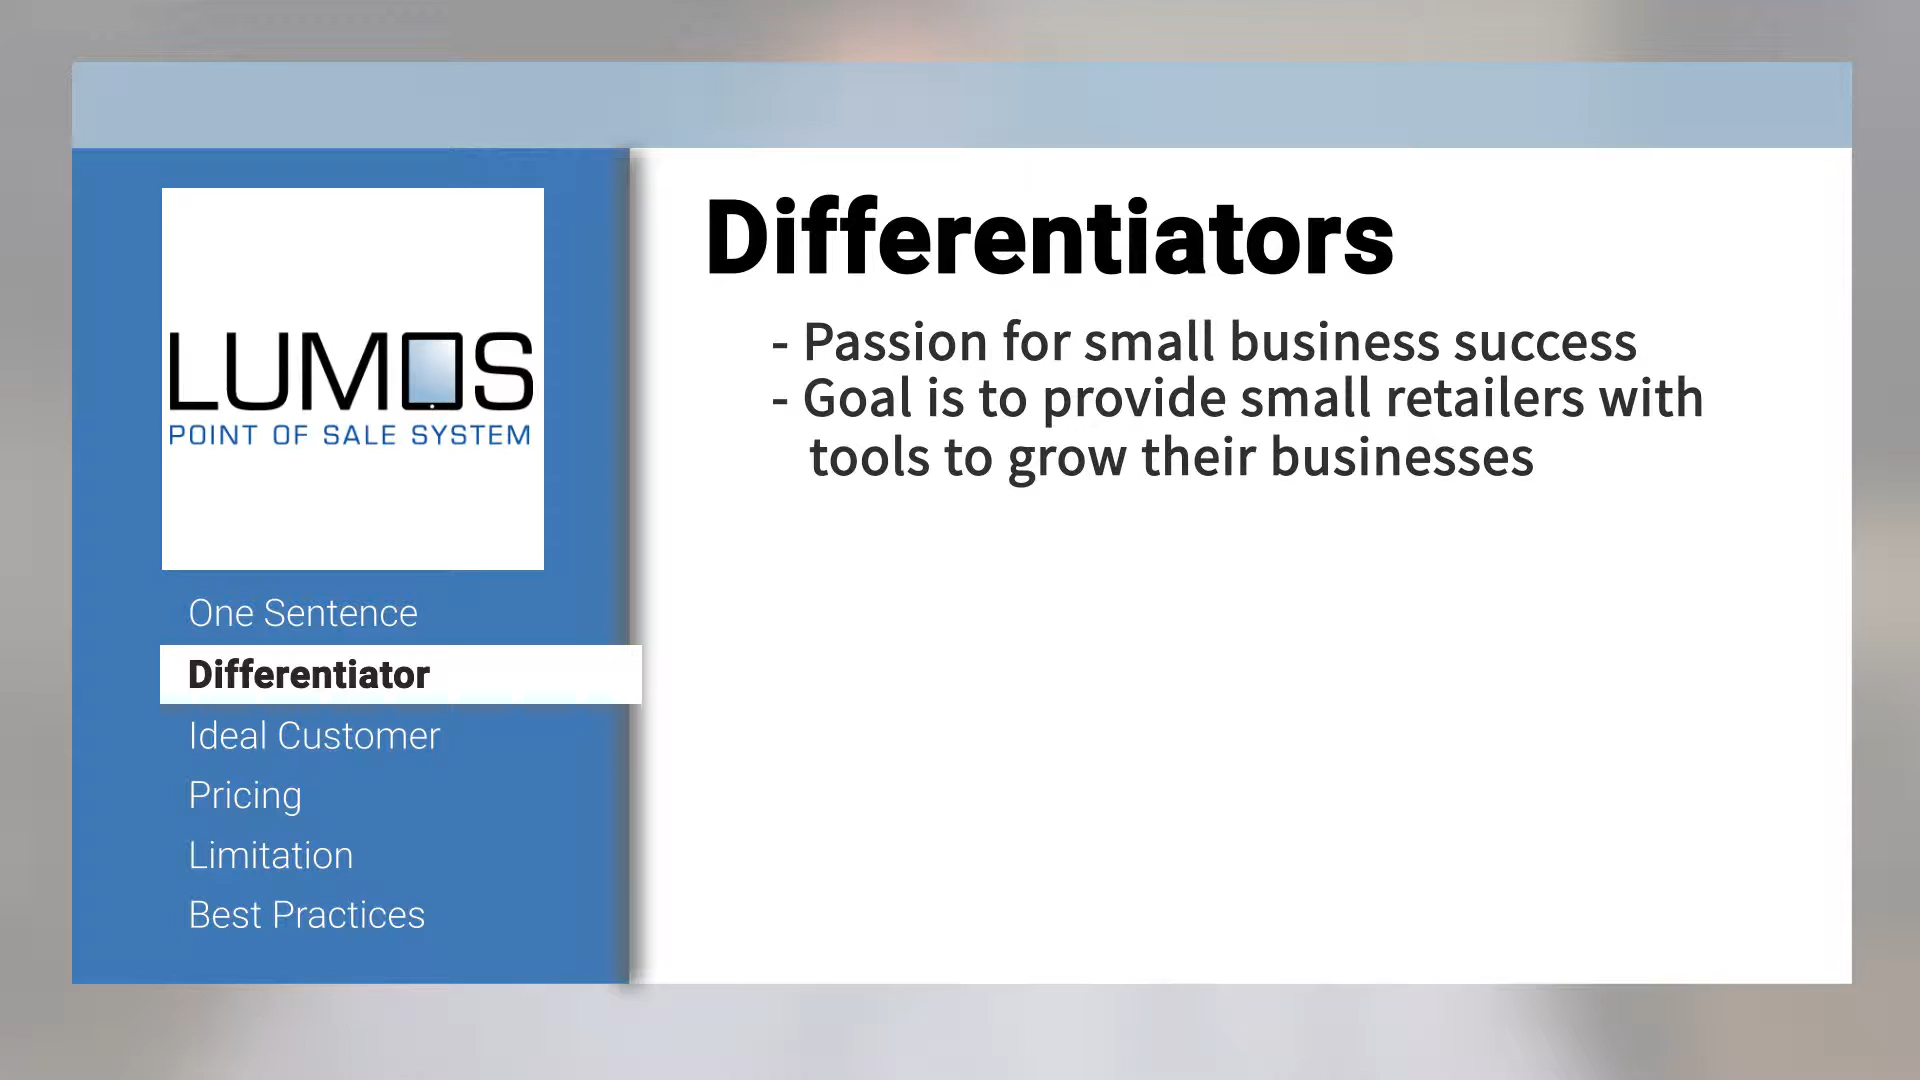 LUMOS
POINT OF SALE SYSTEM
One Sentence
Differentiator
Ideal Customer
Pricing
Limitation
Best Practices
Differentiators
- Passion for small business success
- Goal is to provide small retailers with
tools to grow their businesses